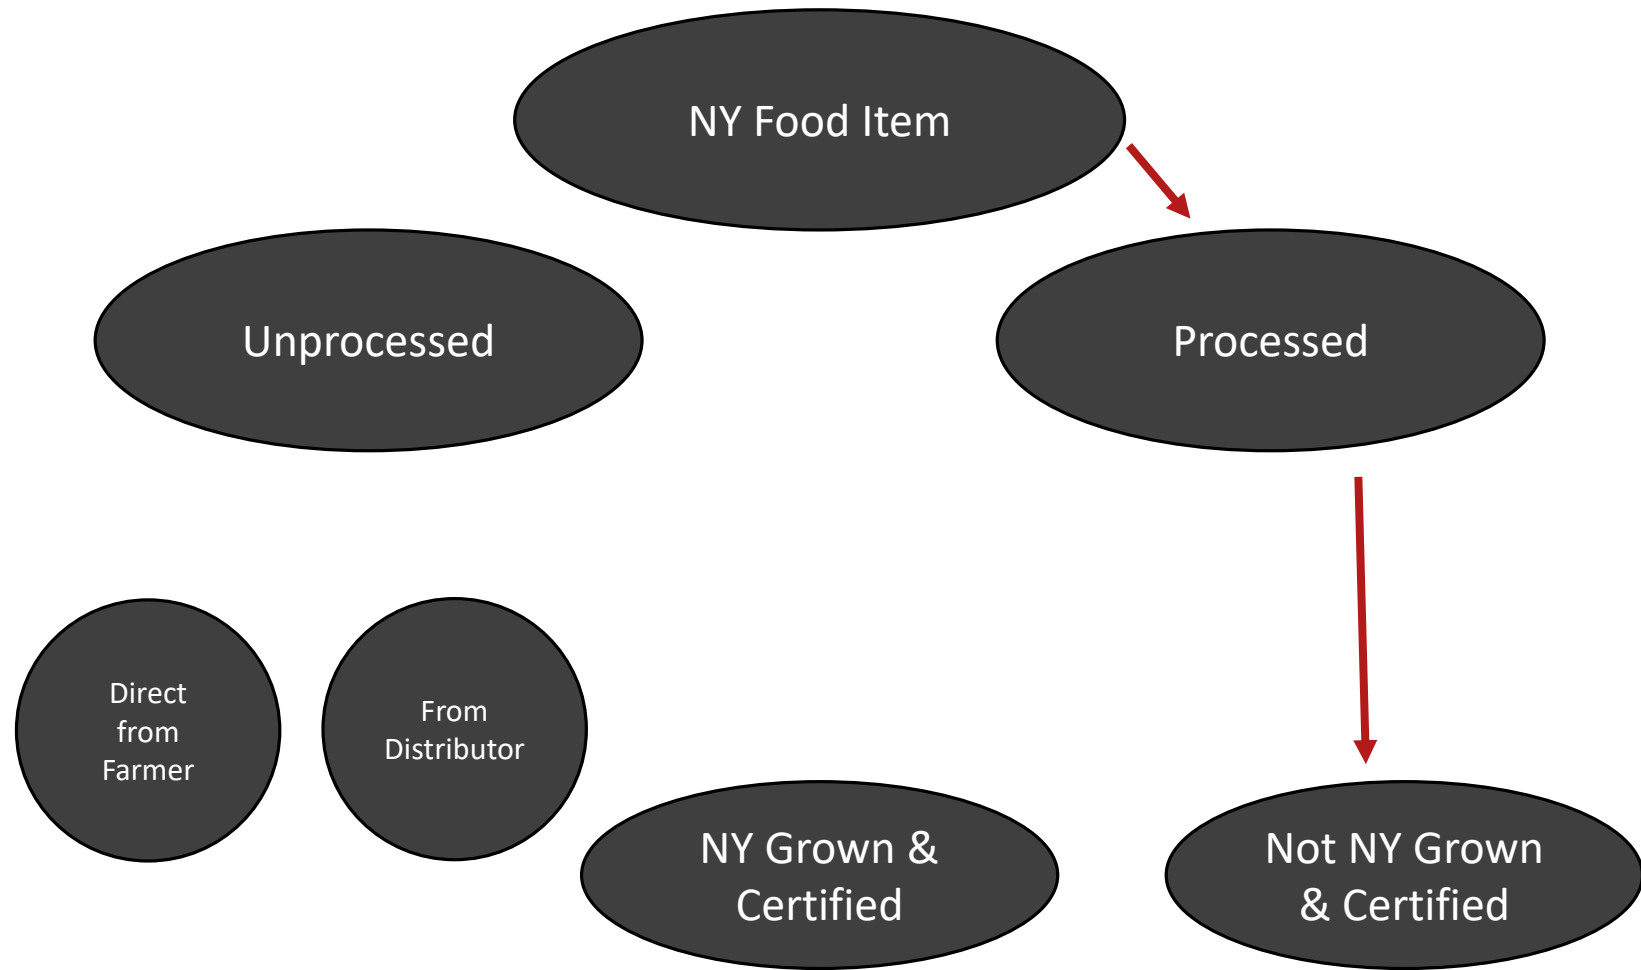 NY Food Item
Unprocessed
Processed
Direct
from
Farmer
From
Distributor
NY Grown &
Certified
Not NY Grown
& Certified